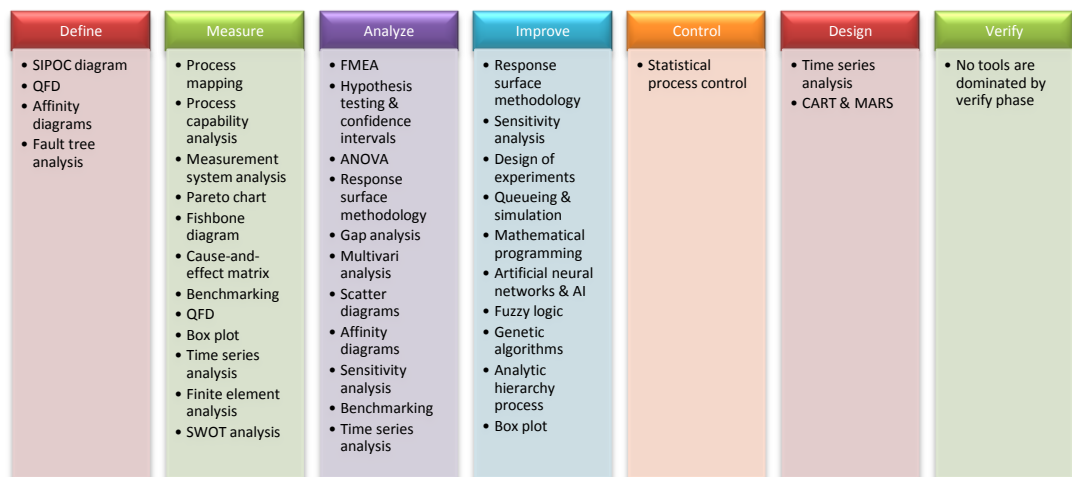 Define
• SIPOC diagram
• QFD
• Affinity
diagrams
• Fault tree
analysis
Measure
• Process
mapping
• Process
capability
analysis
• Measurement
system analysis
• Pareto chart
• Fishbone
diagram
• Cause-and-
effect matrix
• Benchmarking
• QFD
• Box plot
• Time series
analysis
• Finite element
analysis
• SWOT analysis
Analyze
• FMEA
• Hypothesis
testing &
confidence
intervals
• ANOVA
• Response
surface
methodology
• Gap analysis
• Multivari
analysis
• Scatter
diagrams
• Affinity
diagrams
• Sensitivity
analysis
• Benchmarking
• Time series
analysis
Improve
• Response
surface
methodology
• Sensitivity
analysis
• Design of
experiments
• Queueing &
simulation
• Mathematical
programming
• Artificial neural
networks & AI
• Fuzzy logic
• Genetic
algorithms
• Analytic
hierarchy
process
• Box plot
Control
• Statistical
process control
Design
• Time series
analysis
• CART & MARS
Verify
• No tools are
dominated by
verify phase